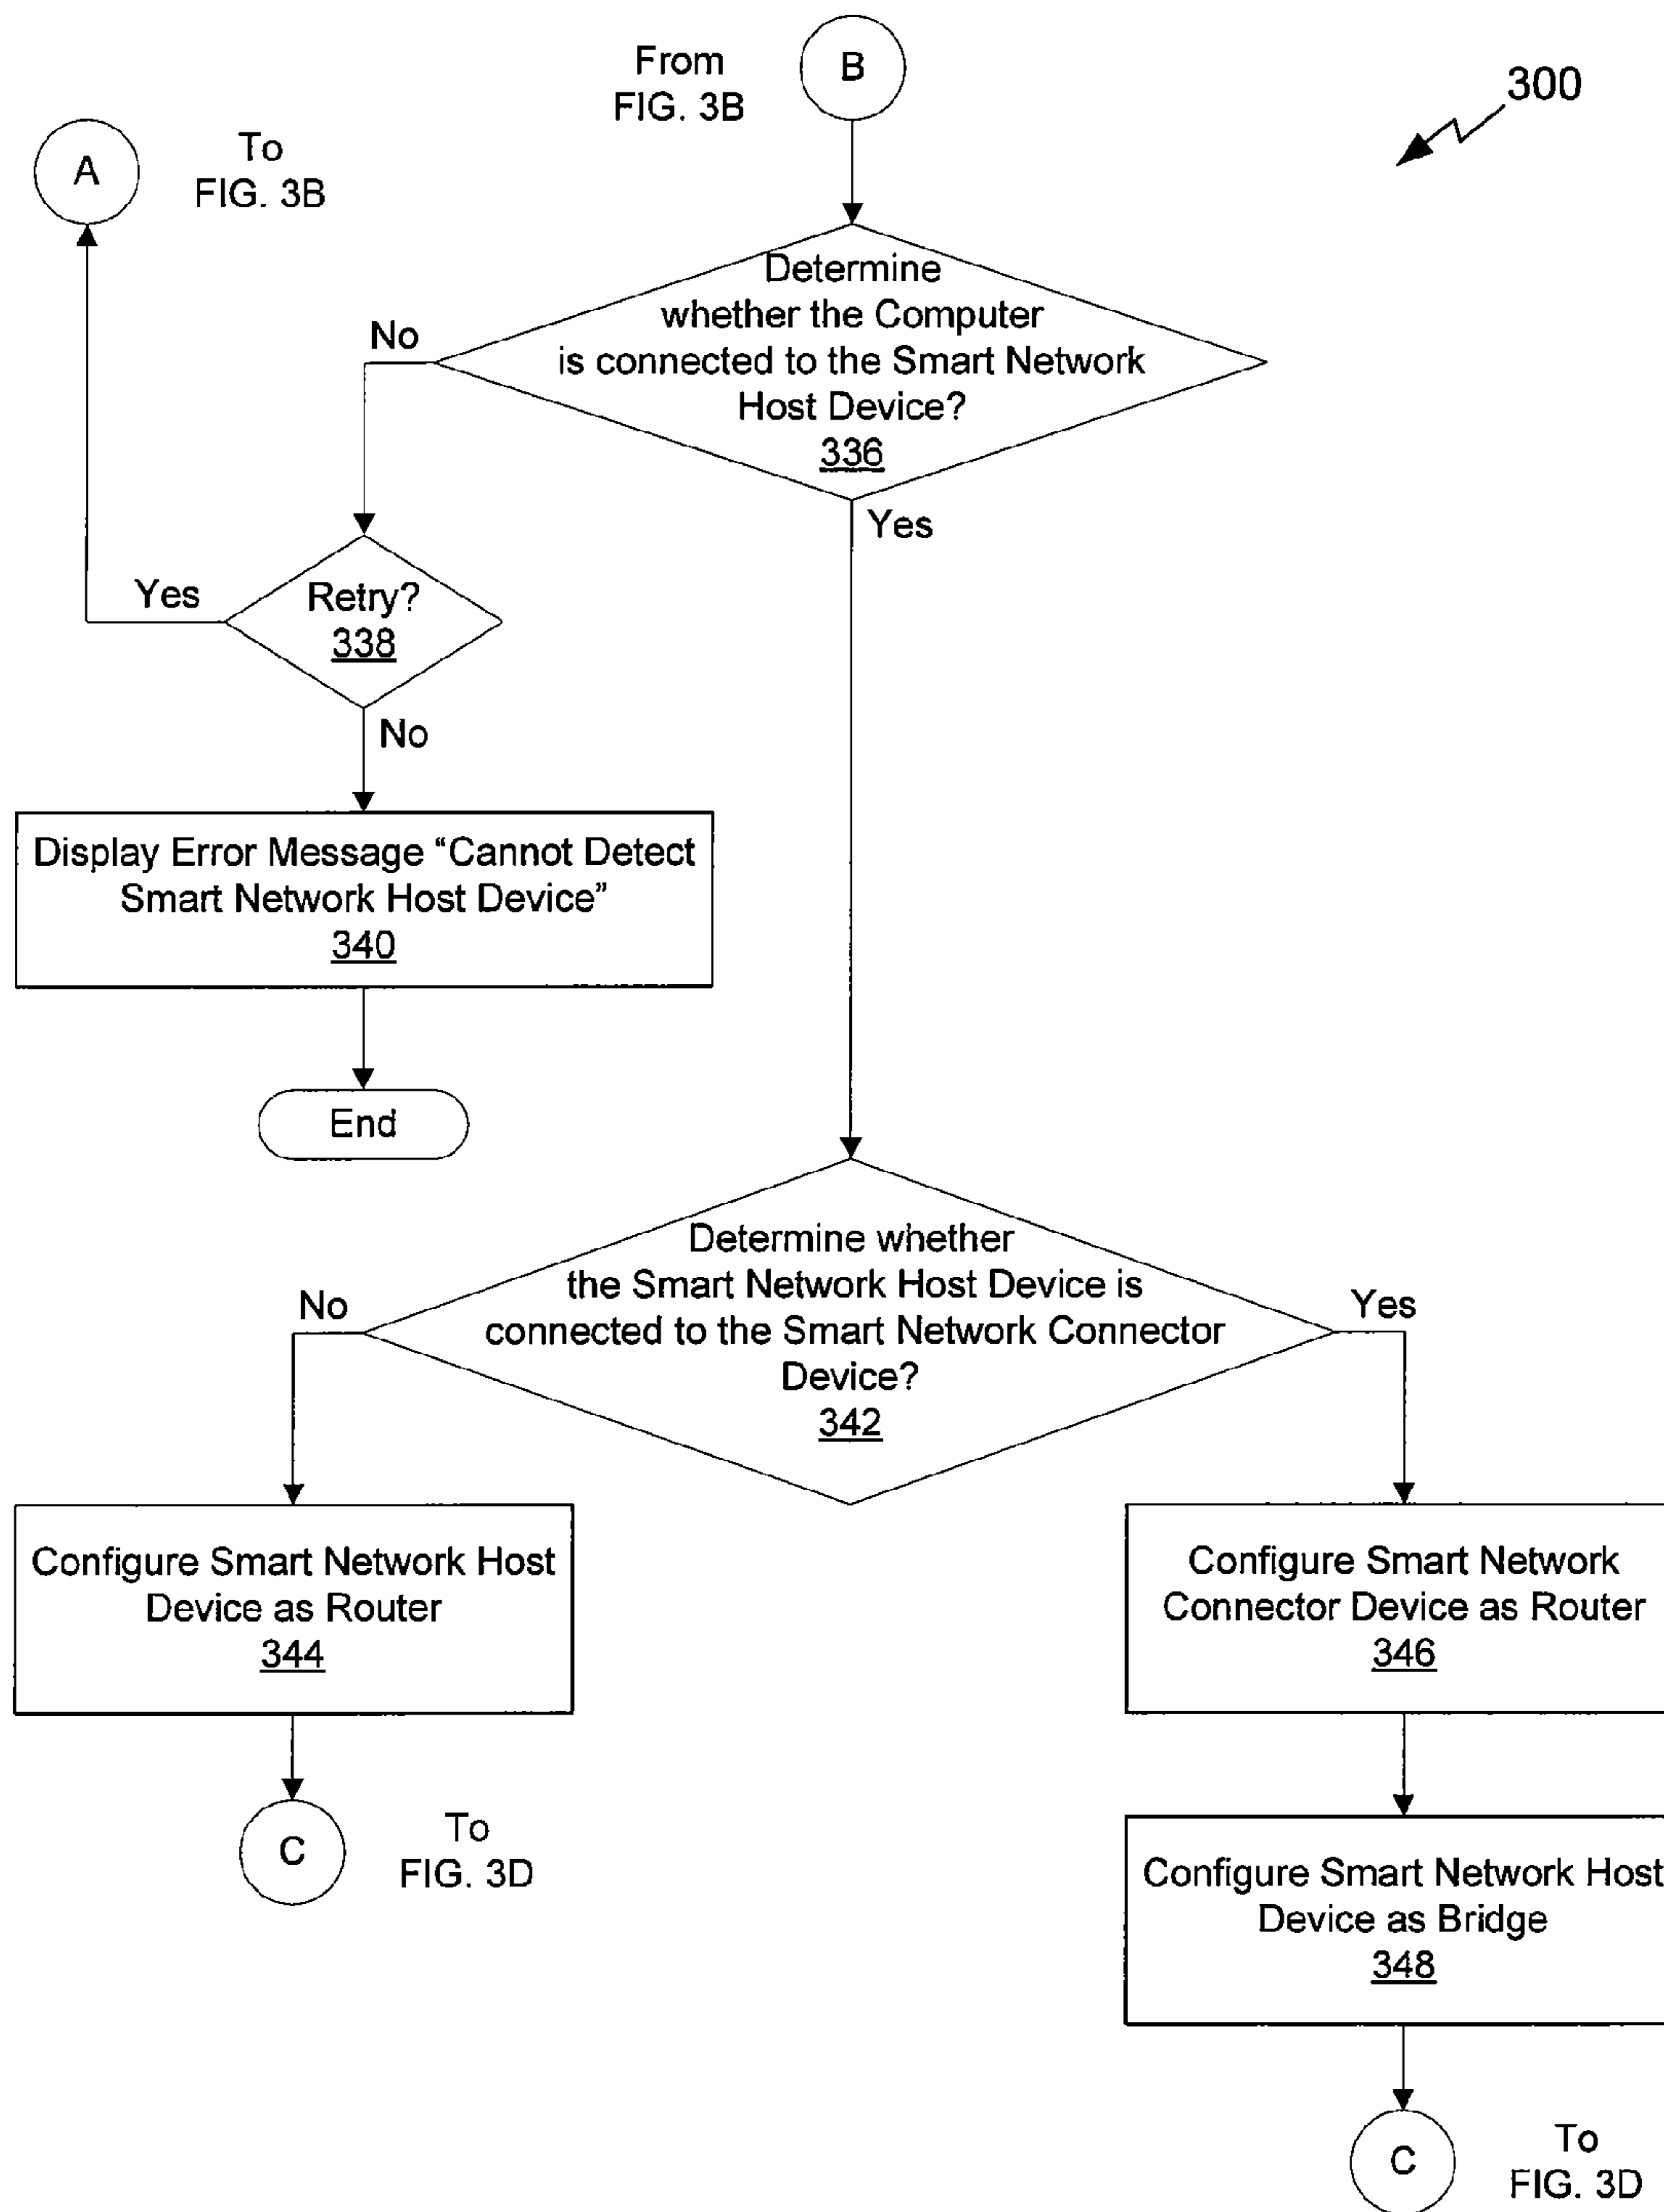 From
FIG. 3B
B
300
A
To
FIG. 3B
Determine
whether the Computer
is connected to the Smart Network
Host Device?
336
No
Yes
Retry?
338
Yes
No
Display Error Message “Cannot Detect
Smart Network Host Device”
340
End
Determine whether
the Smart Network Host Device is
connected to the Smart Network Connector
Device?
342
No
Yes
Configure Smart Network Host
Device as Router
344
Configure Smart Network
Connector Device as Router
346
C
To
FIG. 3D
Configure Smart Network Host
Device as Bridge
348
C
To
FIG. 3D